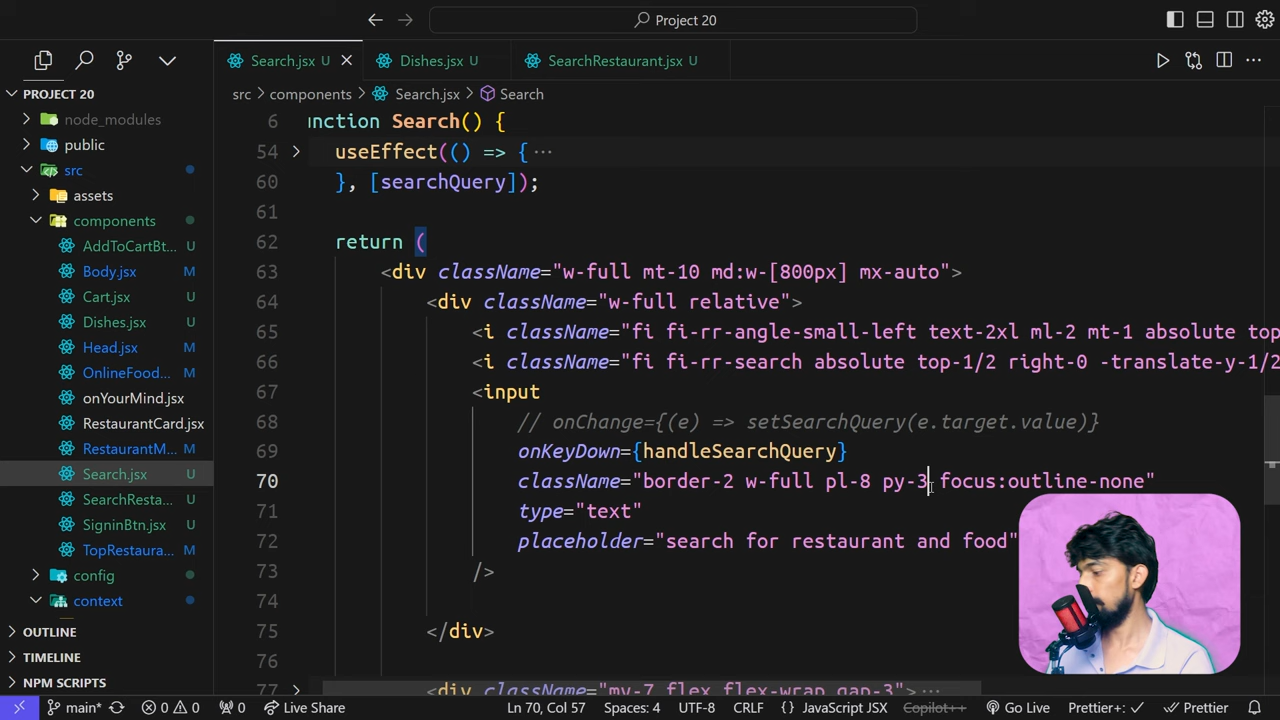 Project 20
Search.jsx U
Dishes.jsx U
SearchRestaurant.jsx U
PROJECT 20
node_modules
public
src
assets
components
AddToCartBt... U
Body.jsx M
Cart.jsx U
Dishes.jsx U
Head.jsx M
OnlineFood... M
onYourMind.jsx
RestaurantCard.jsx
RestaurantM... M
Search.jsx U
SearchResta... U
SigninBtn.jsx U
TopRestaura... M
config
context
OUTLINE
TIMELINE
NPM SCRIPTS
src > components > Search.jsx > Search
6 nction Search() {
54 useEffect(() => { ···
60 }, [searchQuery]);
61
62 return (
63 <div className="w-full mt-10 md:w-[800px] mx-auto">
64 <div className="w-full relative">
65 <i className="fi fi-rr-angle-small-left text-2xl ml-2 mt-1 absolute top
66 <i className="fi fi-rr-search absolute top-1/2 right-0 -translate-y-1/2
67 <input
68 // onChange={(e) => setSearchQuery(e.target.value)}
69 onKeyDown={handleSearchQuery}
70 className="border-2 w-full pl-8 py-3 focus:outline-none"
71 type="text"
72 placeholder="search for restaurant and food"
73 />
74
75 </div>
76
77 <div className="my-7 flex flex-wrap gap-3"> ···
main*
0 0
0
Live Share
Ln 70, Col 57
Spaces: 4
UTF-8
CRLF
{} JavaScript JSX
Copilot++
Go Live
Prettier+:
Prettier